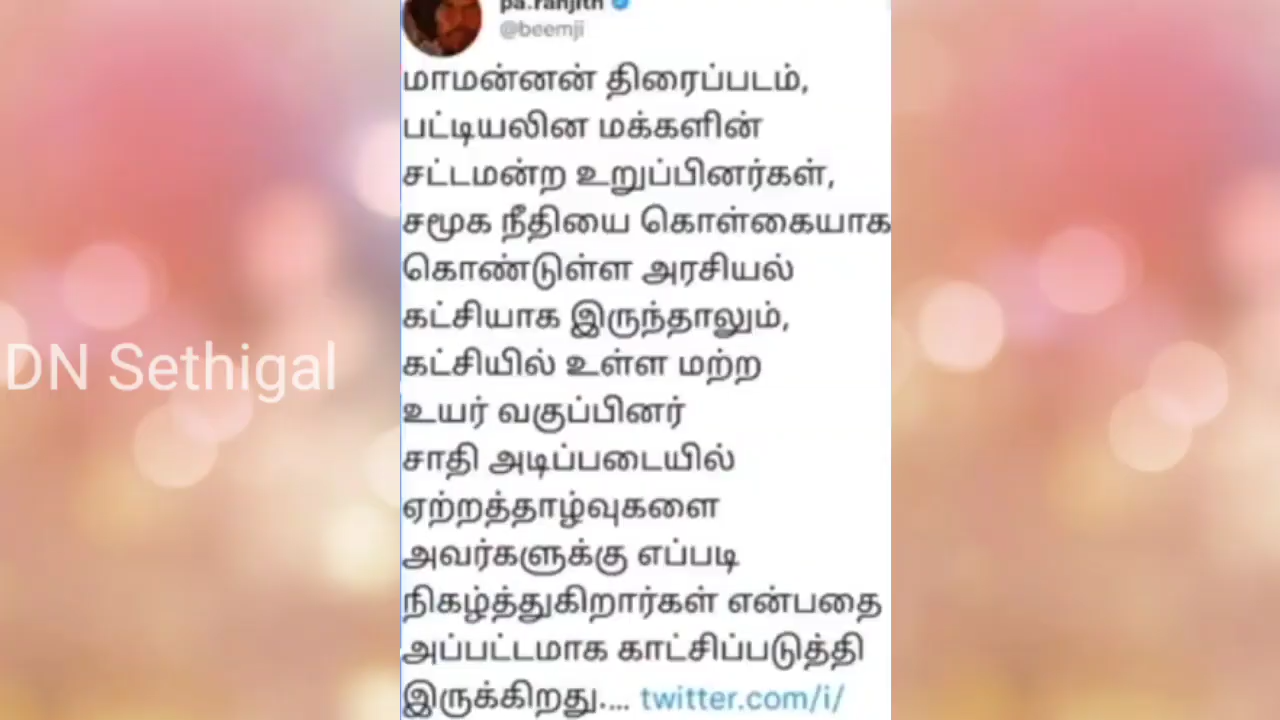 pa.ranjith
@beemji
மாமன்னன் திரைப்படம்,
பட்டியலின மக்களின்
சட்டமன்ற உறுப்பினர்கள்,
சமூக நீதியை கொள்கையாக
கொண்டுள்ள அரசியல்
கட்சியாக இருந்தாலும்,
கட்சியில் உள்ள மற்ற
உயர் வகுப்பினர்
சாதி அடிப்படையில்
ஏற்றத்தாழ்வுகளை
அவர்களுக்கு எப்படி
நிகழ்த்துகிறார்கள் என்பதை
அப்பட்டமாக காட்சிப்படுத்தி
இருக்கிறது.... twitter.com/i/
DN Sethigal